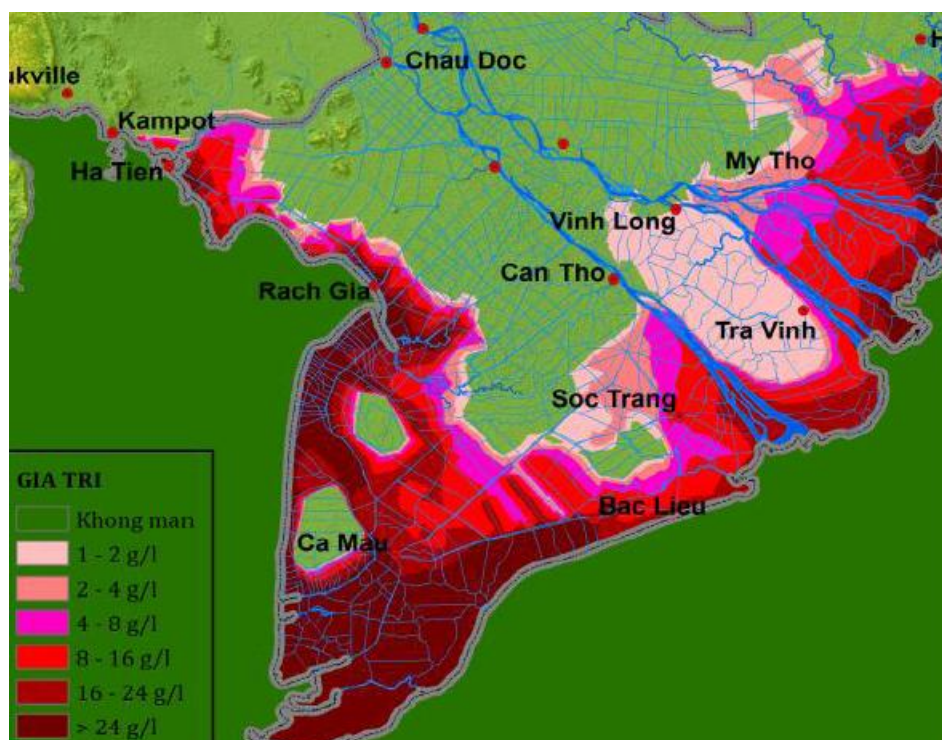 Chau Doc
ukville
Kampot
Ha Tien
My Tho
Vinh Long
Can Tho
Rach Gia
Tra Vinh
Soc Trang
Bac Lieu
Ca Mau
H
GIA TRI
Khong man
1 - 2 g/l
2 - 4 g/l
4 - 8 g/l
8 - 16 g/l
16 - 24 g/l
> 24 g/l